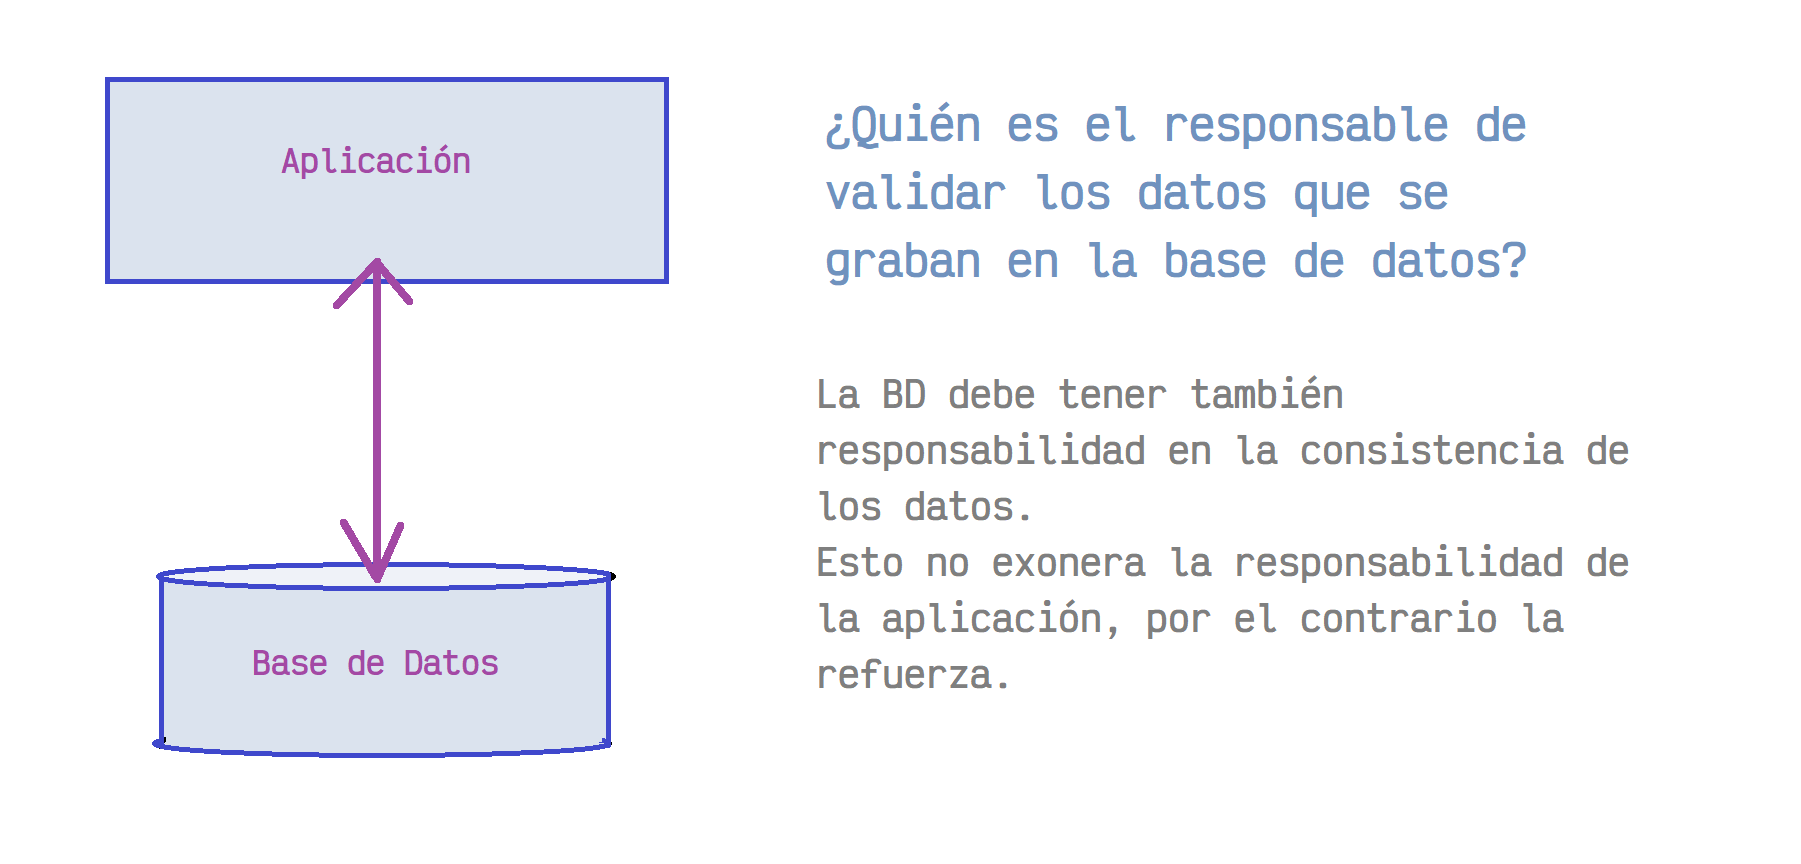 Aplicación
Base de Datos
¿Quién es el responsable de
validar los datos que se
graban en la base de datos?
La BD debe tener también
responsabilidad en la consistencia de
los datos.
Esto no exonera la responsabilidad de
la aplicación, por el contrario la
refuerza.